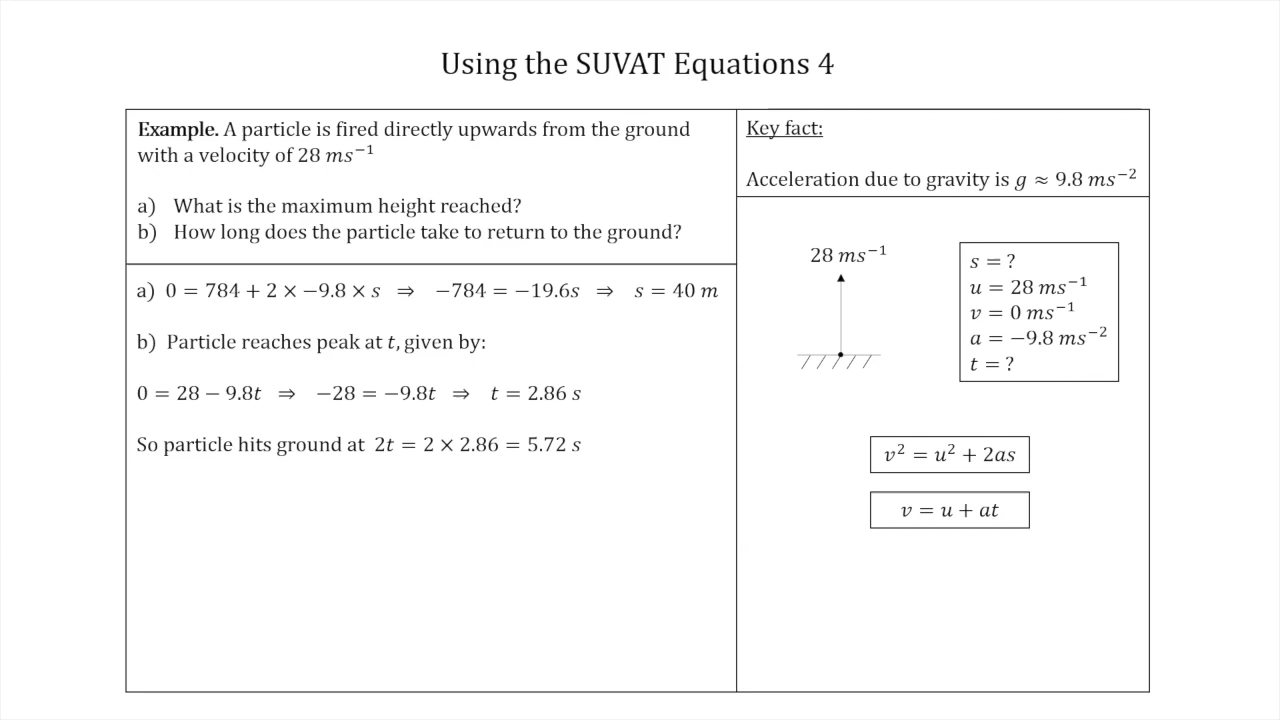 Using the SUVAT Equations 4
Example. A particle is fired directly upwards from the ground
with a velocity of 28 ms⁻¹
a) What is the maximum height reached?
b) How long does the particle take to return to the ground?
a) 0 = 784 + 2 × −9.8 × s ⇒ −784 = −19.6s ⇒ s = 40 m
b) Particle reaches peak at t, given by:
0 = 28 − 9.8t ⇒ −28 = −9.8t ⇒ t = 2.86 s
So particle hits ground at 2t = 2 × 2.86 = 5.72 s
Key fact:
Acceleration due to gravity is g ≈ 9.8 ms⁻²
28 ms⁻¹
s = ?
u = 28 ms⁻¹
v = 0 ms⁻¹
a = −9.8 ms⁻²
t = ?
v² = u² + 2as
v = u + at